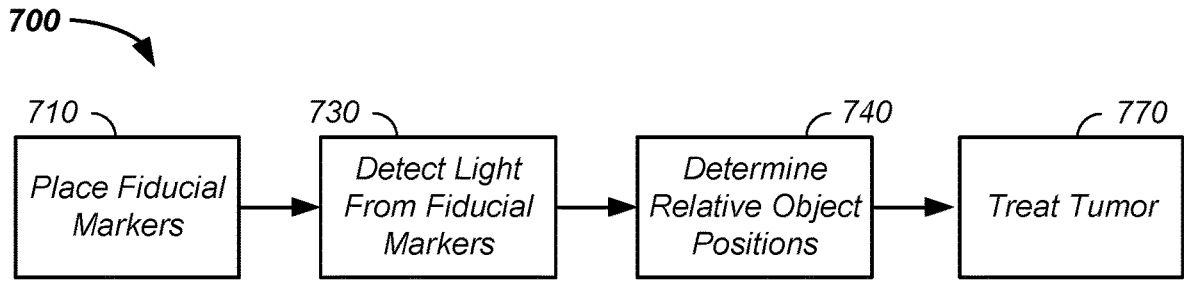 700
710
730
740
770
Place Fiducial
Markers
Detect Light
From Fiducial
Markers
Determine
Relative Object
Positions
Treat Tumor